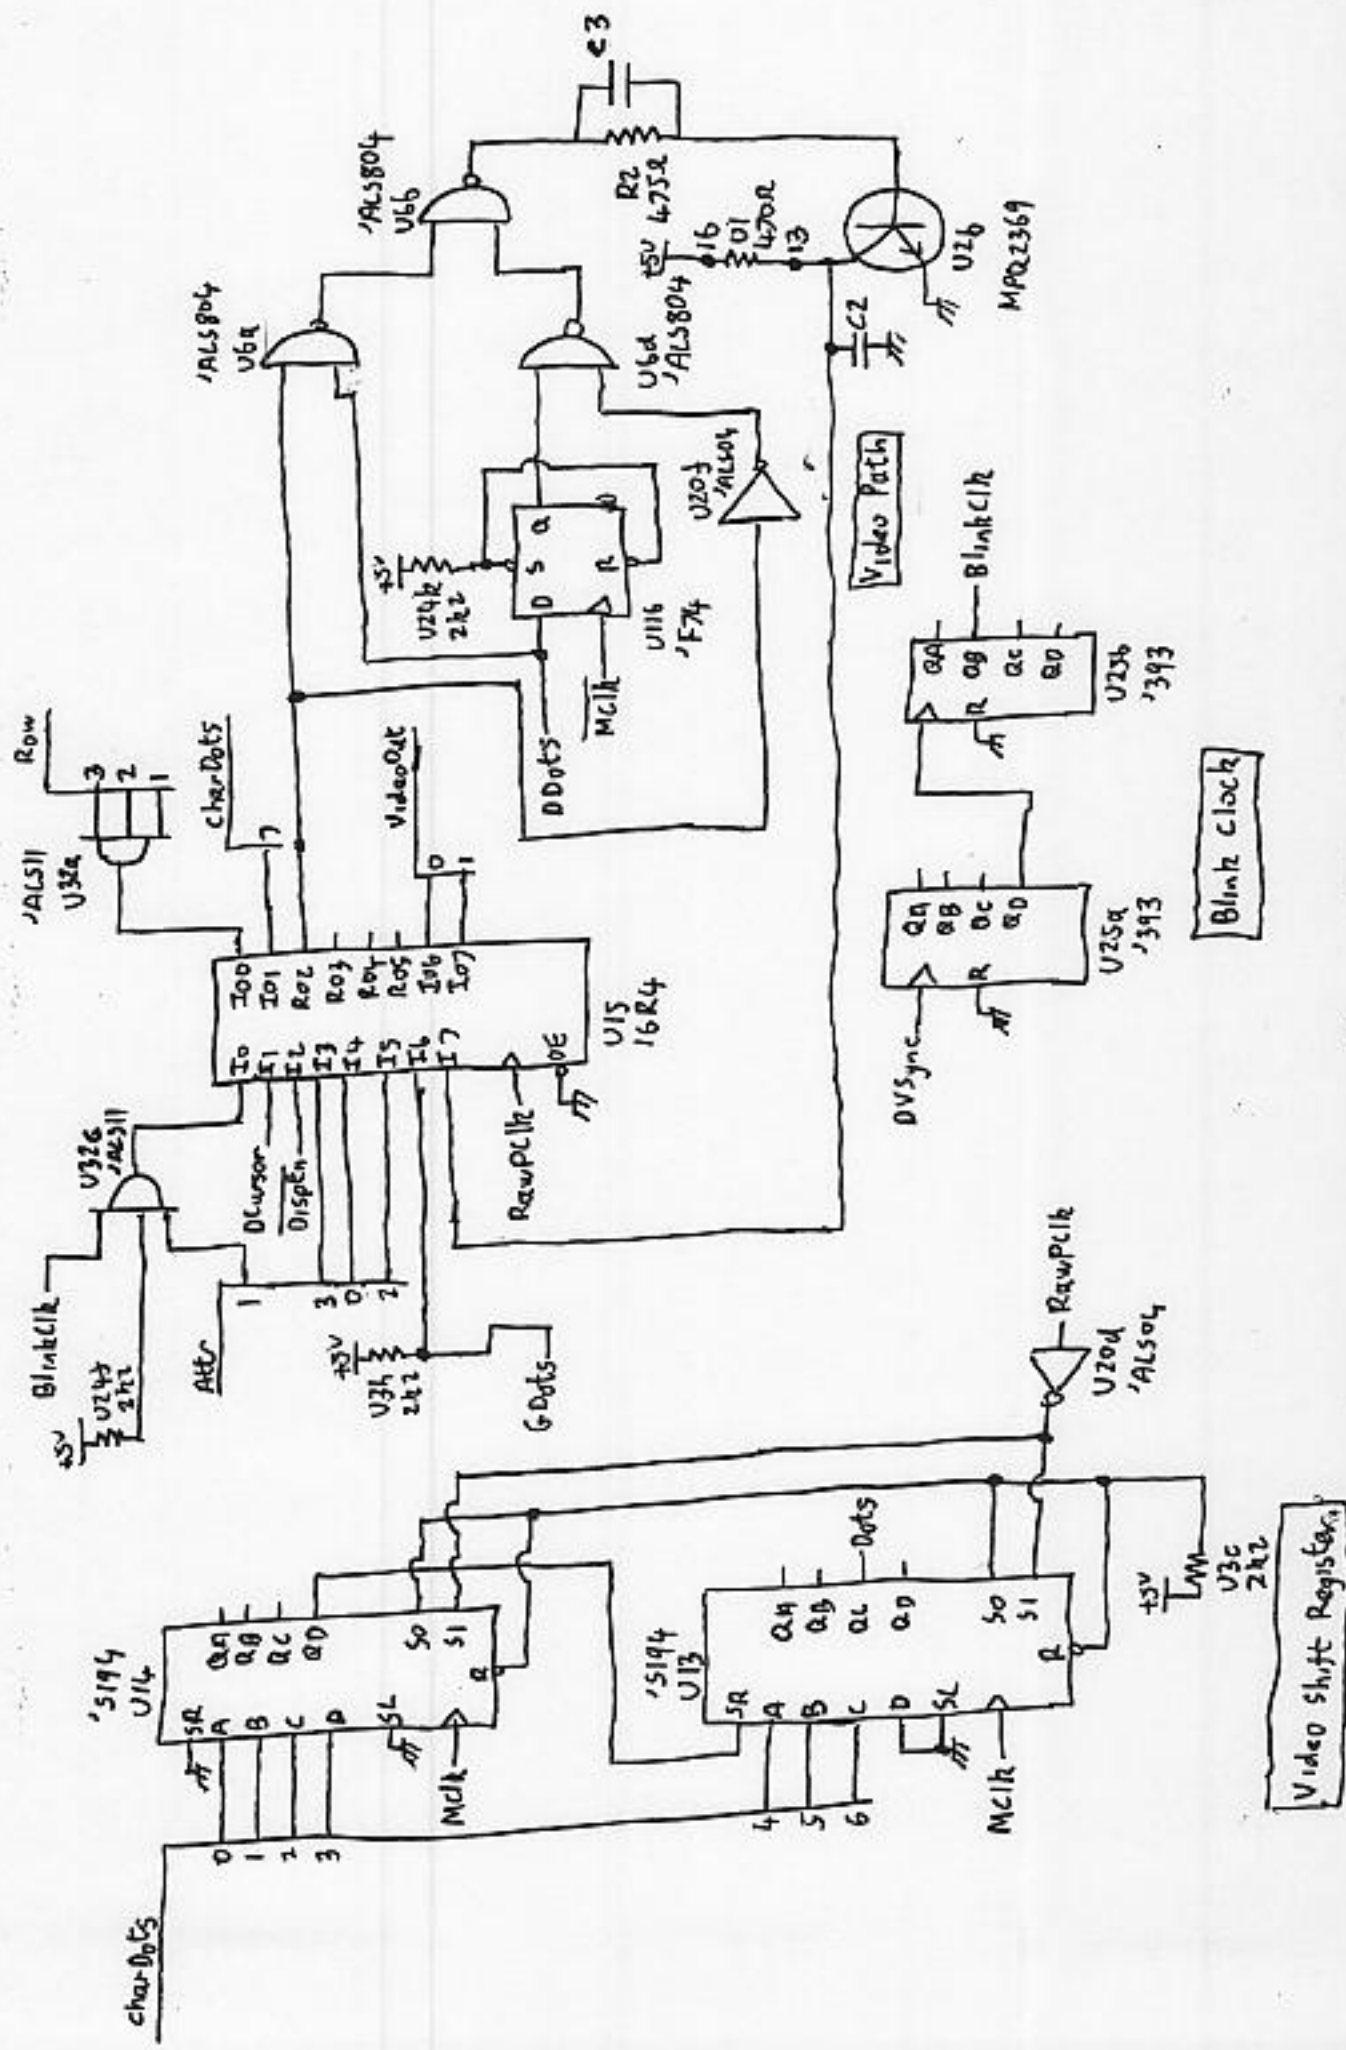 CharDots
0
1
2
3
'S194
U14
SR
A
B
C
D
SL
QA
QB
QC
QD
S0
S1
R
MClk
4
5
6
'S194
U13
SR
A
B
C
D
SL
QA
QB
QC
QD
S0
S1
R
MClk
Dots
+5V
U3c
2k2
U20d
'ALS04
RawPClk
Video Shift Register
+5V
U24f
2k2
BlinkClk
U32c
'ALS11
Attr
1
3
0
2
+5V
U3h
2k2
GDots
DCursor
DispEn
RawPClk
I0
I1
I2
I3
I4
I5
I6
I7
OE
IO0
IO1
RO2
RO3
RO4
RO5
IO6
IO7
U15
16R4
'ALS11
U32a
Row
3
2
1
CharDots
7
VideoOut
0
1
DDots
MClk
+5V
U24k
2k2
D
S
Q
R
U11b
'F74
U20f
'ALS04
'ALS804
U6a
U6d
'ALS804
'ALS804
U6b
C3
R2
475Ω
+5V
16
01
470Ω
13
C2
U2b
MPQ2369
Video Path
DVSync
R
QA
QB
QC
QD
U25a
'393
R
QA
QB
QC
QD
U23b
'393
BlinkClk
Blink Clock